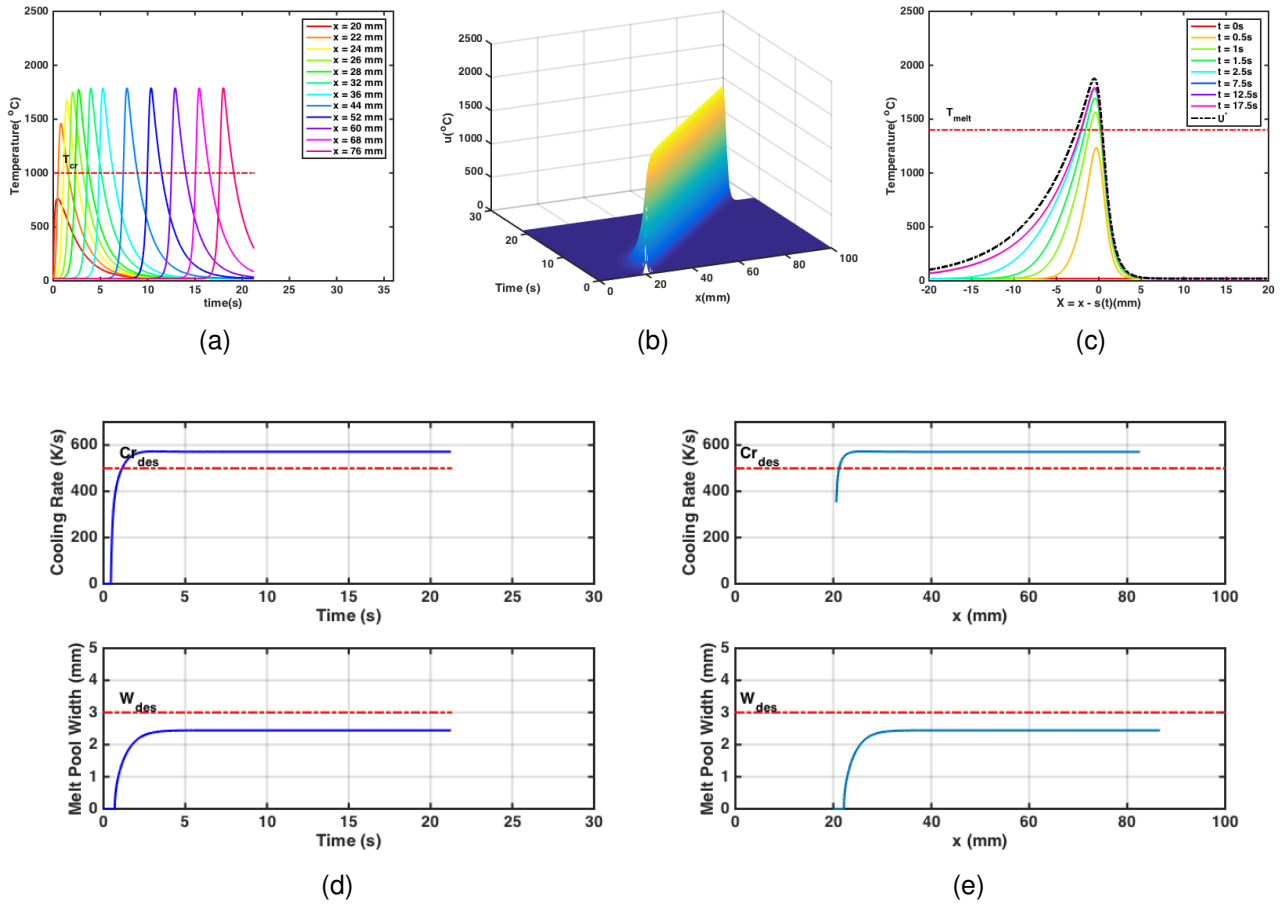 2500
2000
1500
1000
500
0
Temperature( °C)
T_cr
0 5 10 15 20 25 30 35
time(s)
x = 20 mm
x = 22 mm
x = 24 mm
x = 26 mm
x = 28 mm
x = 32 mm
x = 36 mm
x = 44 mm
x = 52 mm
x = 60 mm
x = 68 mm
x = 76 mm
(a)
2500
2000
1500
1000
500
0
u(°C)
30
20
10
0
Time (s)
0 20 40 60 80 100
x(mm)
(b)
2500
2000
1500
1000
500
0
Temperature( °C)
T_melt
-20 -15 -10 -5 0 5 10 15 20
X = x - s(t)(mm)
t = 0s
t = 0.5s
t = 1s
t = 1.5s
t = 2.5s
t = 7.5s
t = 12.5s
t = 17.5s
u*
(c)
600
400
200
0
Cooling Rate (K/s)
Cr_des
0 5 10 15 20 25 30
Time (s)
5
4
3
2
1
0
Melt Pool Width (mm)
W_des
0 5 10 15 20 25 30
Time (s)
(d)
600
400
200
0
Cooling Rate (K/s)
Cr_des
0 20 40 60 80 100
x (mm)
5
4
3
2
1
0
Melt Pool Width (mm)
W_des
0 20 40 60 80 100
x (mm)
(e)